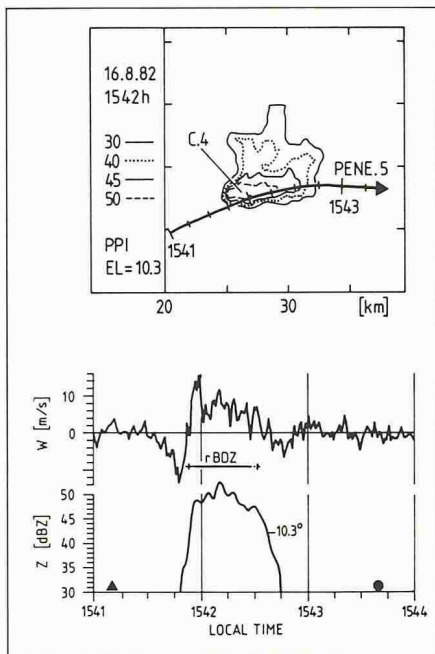 16.8.82
1542h
30
40
45
50
PPI
EL=10.3
C.4
PENE.5
1543
1541
20 30 [km]
W [m/s]
10
0
r BDZ
Z [dBZ]
50
45
40
35
30
10.3°
1541 1542 1543 1544
LOCAL TIME